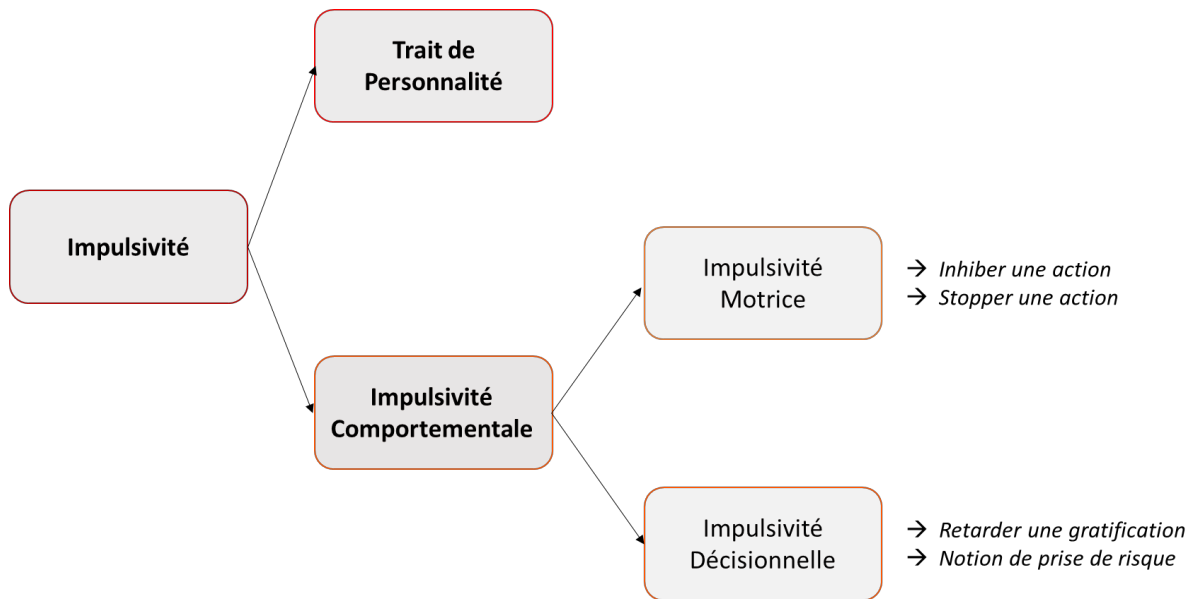 Trait de
Personnalité
Impulsivité
Impulsivité
Motrice
→ Inhiber une action
→ Stopper une action
Impulsivité
Comportementale
Impulsivité
Décisionnelle
→ Retarder une gratification
→ Notion de prise de risque